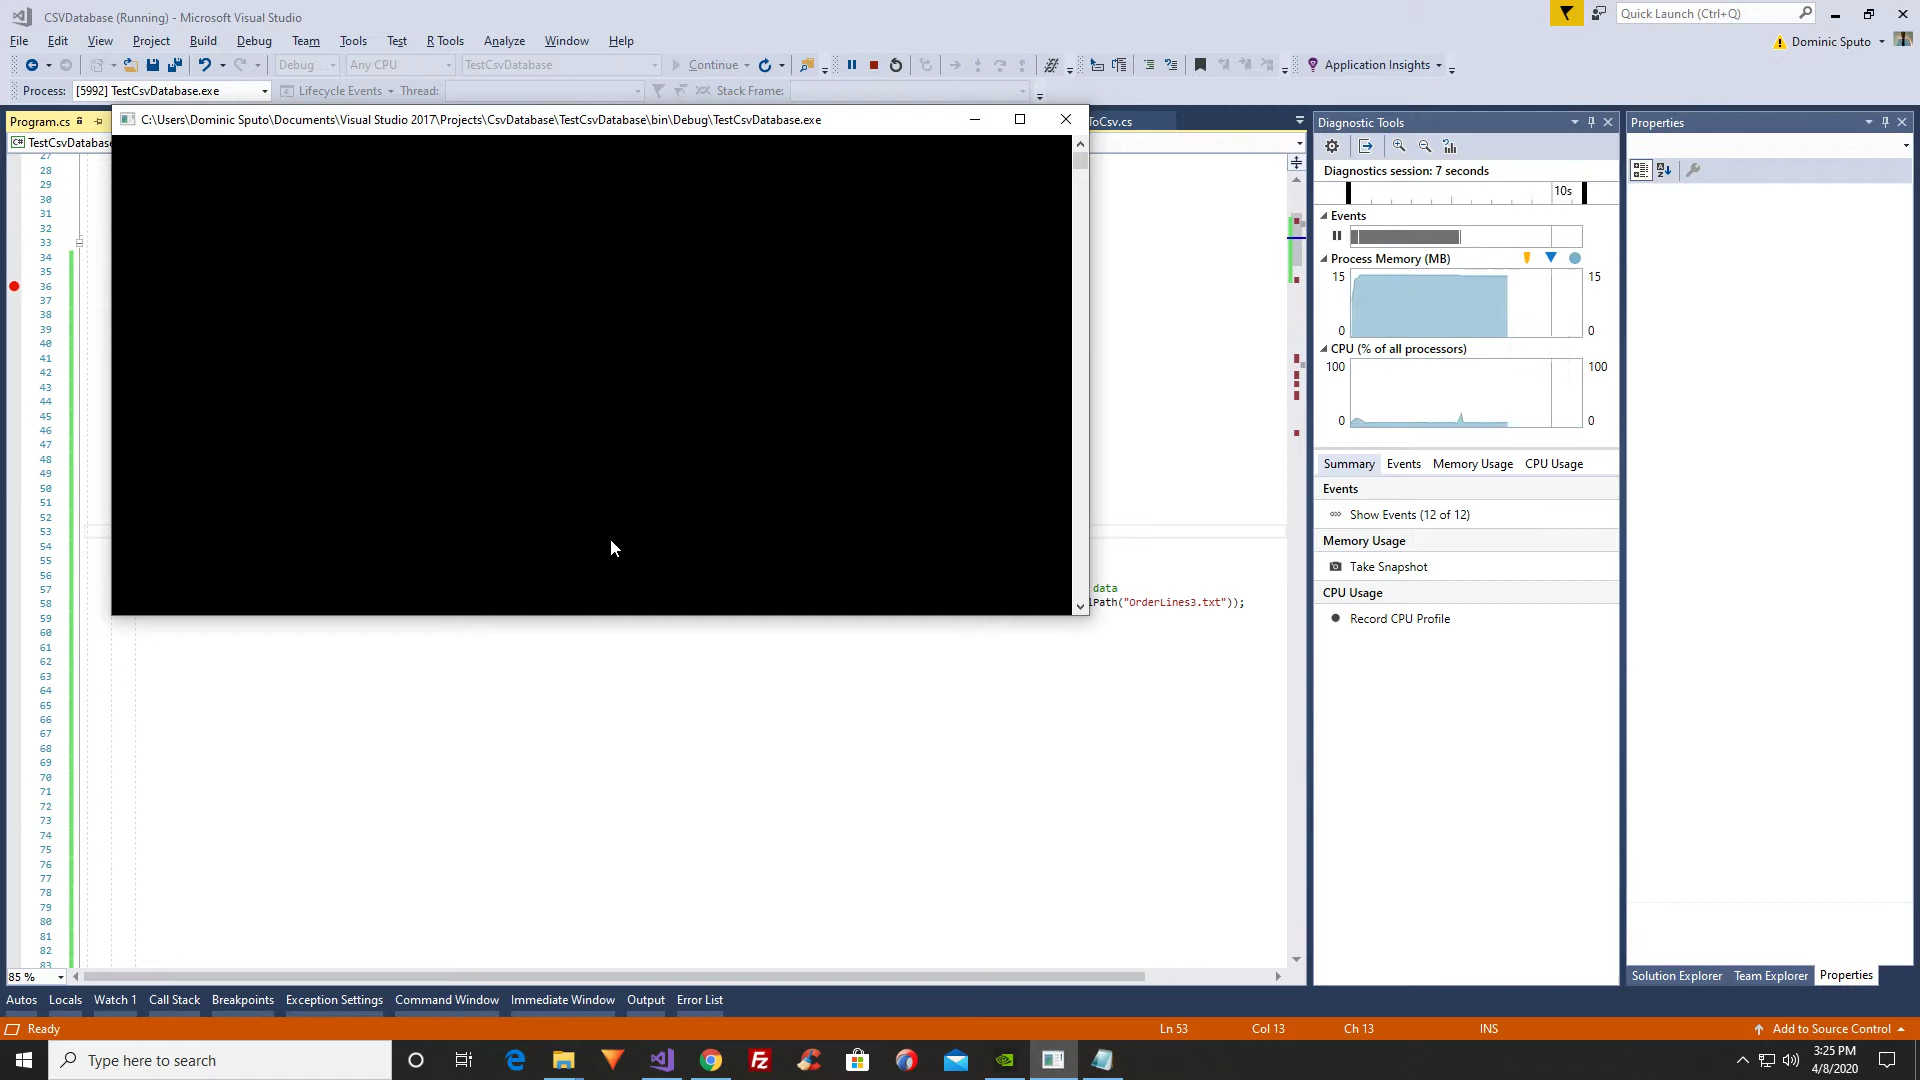 CSVDatabase (Running) - Microsoft Visual Studio
Quick Launch (Ctrl+Q)
File Edit View Project Build Debug Team Tools Test R Tools Analyze Window Help
Dominic Sputo
Debug Any CPU TestCsvDatabase Continue Application Insights
Process: [5992] TestCsvDatabase.exe Lifecycle Events Thread: Stack Frame:
Program.cs
C:\Users\Dominic Sputo\Documents\Visual Studio 2017\Projects\CsvDatabase\TestCsvDatabase\bin\Debug\TestCsvDatabase.exe
ToCsv.cs
Diagnostic Tools
Properties
C# TestCsvDatabase
27
28
29
30
31
32
33
34
35
36
37
38
39
40
41
42
43
44
45
46
47
48
49
50
51
52
53
54
55
56
57
58
59
60
61
62
63
64
65
66
67
68
69
70
71
72
73
74
75
76
77
78
79
80
81
82
83
data
lPath("OrderLines3.txt"));
Diagnostics session: 7 seconds
10s
Events
Process Memory (MB)
15 15
0 0
CPU (% of all processors)
100 100
0 0
Summary Events Memory Usage CPU Usage
Events
Show Events (12 of 12)
Memory Usage
Take Snapshot
CPU Usage
Record CPU Profile
85 %
Solution Explorer Team Explorer Properties
Autos Locals Watch 1 Call Stack Breakpoints Exception Settings Command Window Immediate Window Output Error List
Ready Ln 53 Col 13 Ch 13 INS Add to Source Control
Type here to search
3:25 PM
4/8/2020